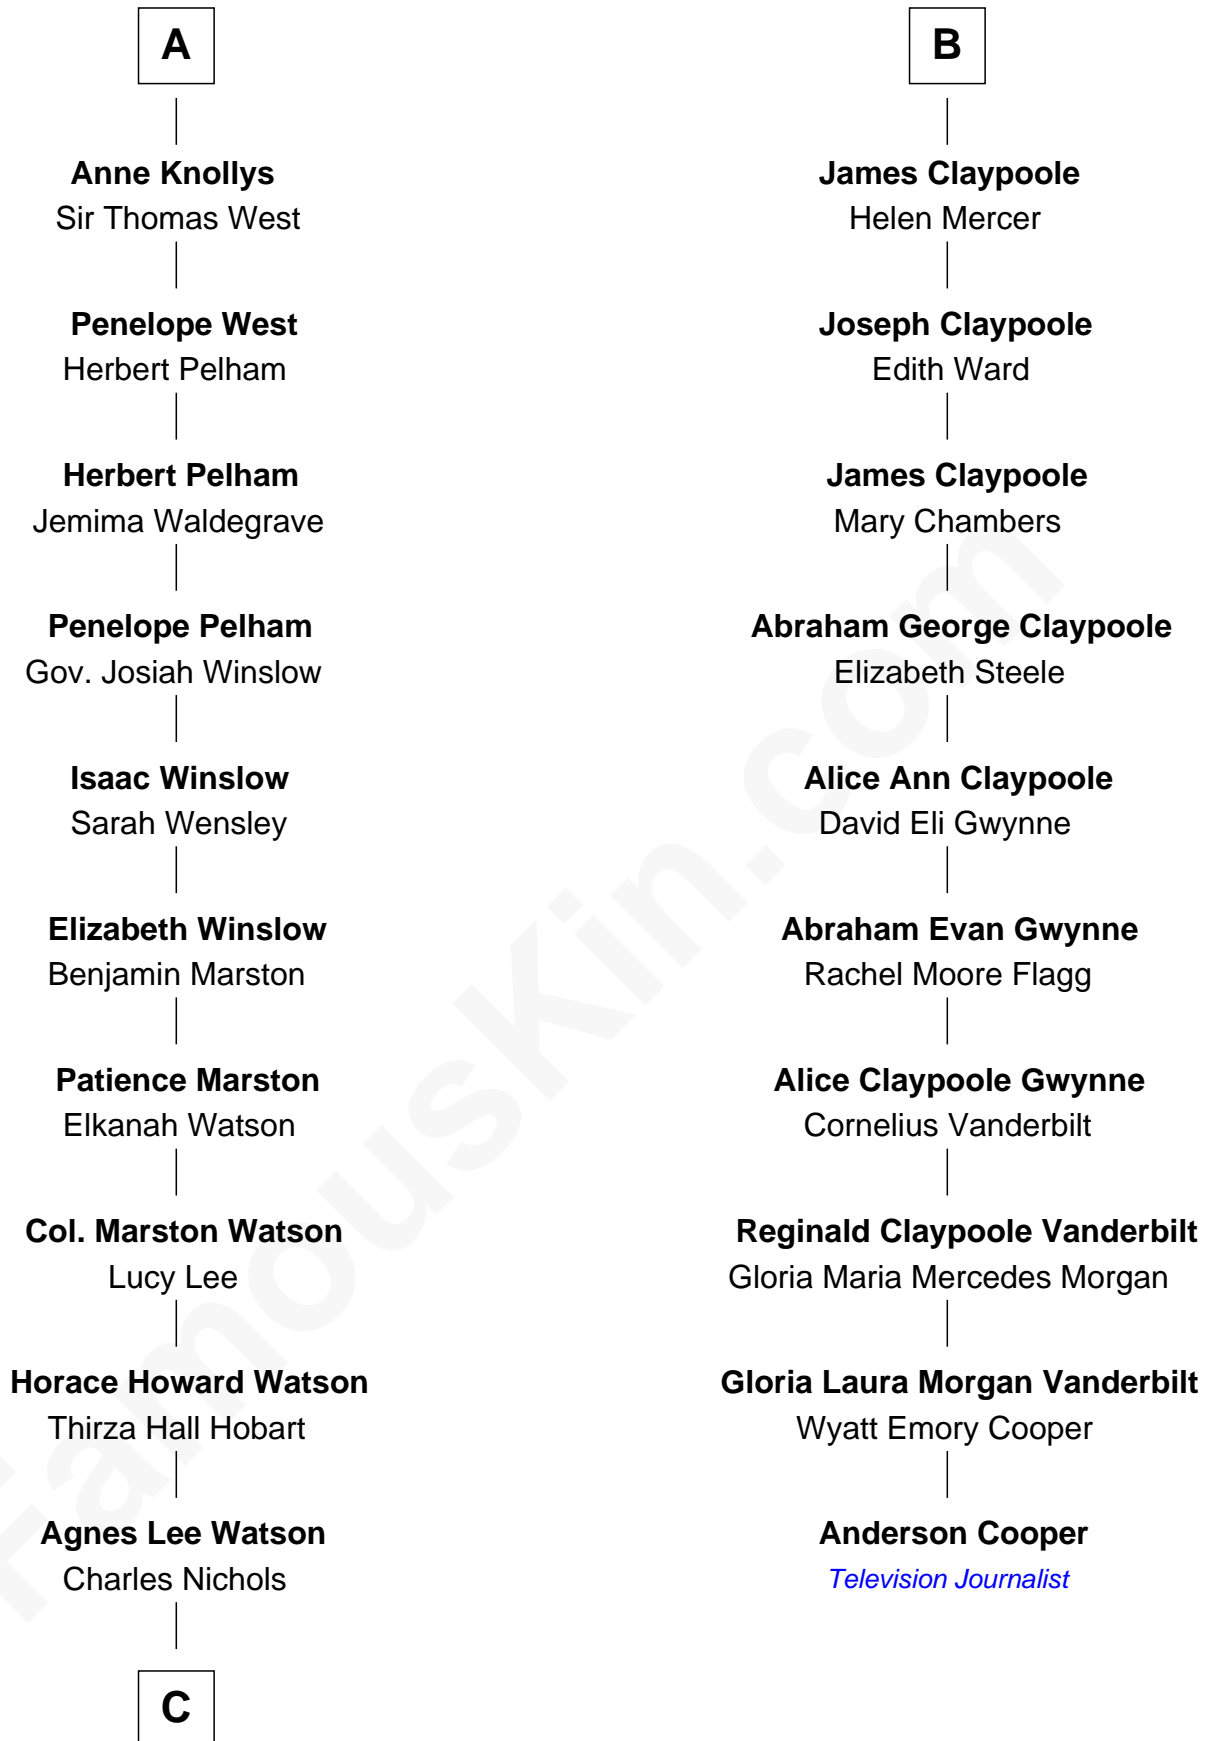 A
Anne Knollys
Sir Thomas West
Penelope West
Herbert Pelham
Herbert Pelham
Jemima Waldegrave
Penelope Pelham
Gov. Josiah Winslow
Isaac Winslow
Sarah Wensley
Elizabeth Winslow
Benjamin Marston
Patience Marston
Elkanah Watson
Col. Marston Watson
Lucy Lee
Horace Howard Watson
Thirza Hall Hobart
Agnes Lee Watson
Charles Nichols
C
B
James Claypoole
Helen Mercer
Joseph Claypoole
Edith Ward
James Claypoole
Mary Chambers
Abraham George Claypoole
Elizabeth Steele
Alice Ann Claypoole
David Eli Gwynne
Abraham Evan Gwynne
Rachel Moore Flagg
Alice Claypoole Gwynne
Cornelius Vanderbilt
Reginald Claypoole Vanderbilt
Gloria Maria Mercedes Morgan
Gloria Laura Morgan Vanderbilt
Wyatt Emory Cooper
Anderson Cooper
Television Journalist
FamousKin.com